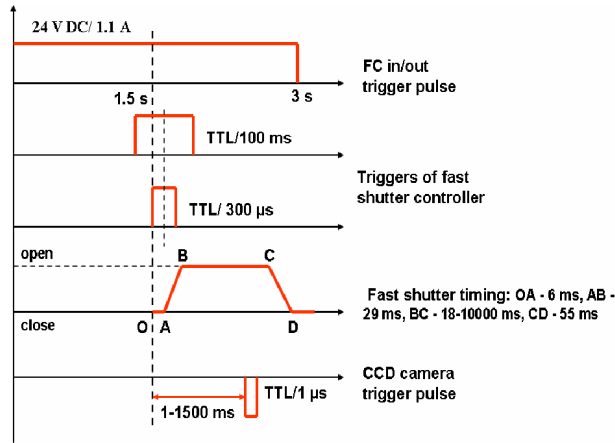 24 V DC/ 1.1 A
FC in/out
trigger pulse
1.5 s
3 s
TTL/100 ms
Triggers of fast
shutter controller
TTL/ 300 µs
open
B
C
Fast shutter timing: OA - 6 ms, AB -
29 ms, BC - 18-10000 ms, CD - 55 ms
close
O
A
D
CCD camera
trigger pulse
TTL/1 µs
1-1500 ms